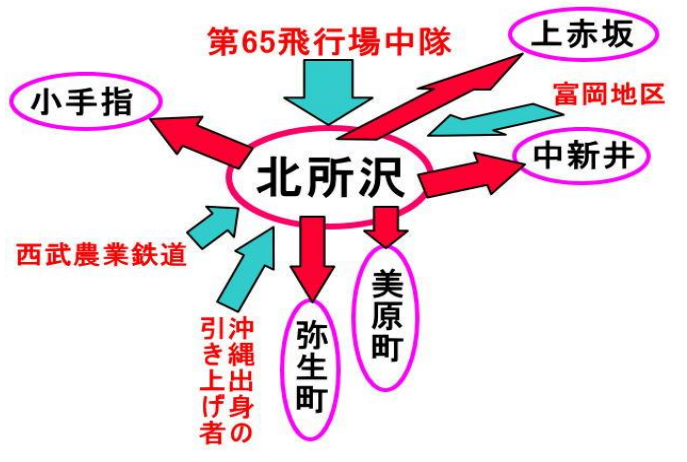 第65飛行場中隊
上赤坂
小手指
富岡地区
北所沢
中新井
西武農業鉄道
美原町
弥生町
沖縄出身の
引き上げ者